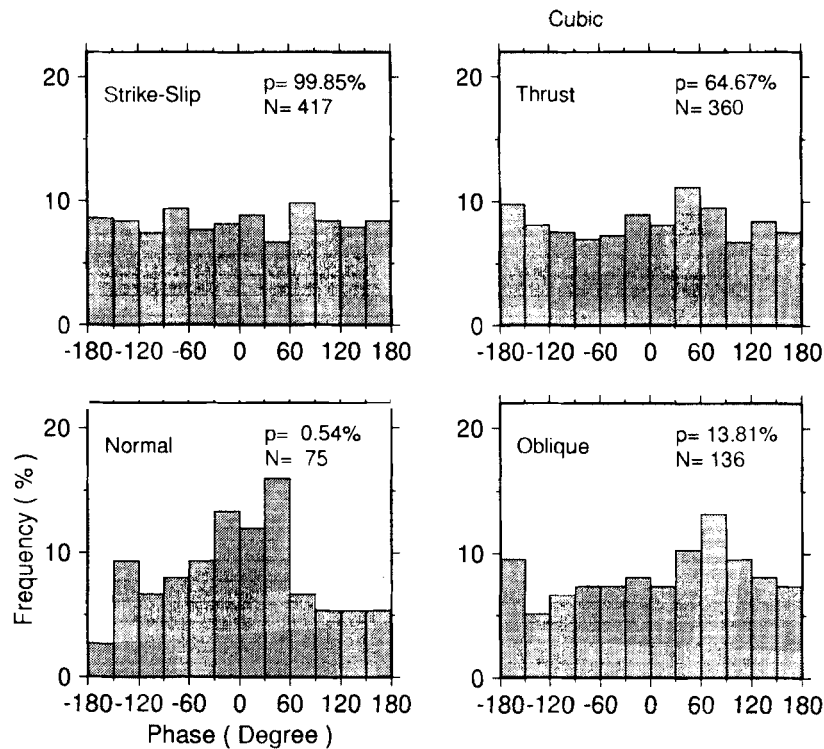 Cubic
20
10
0
Strike-Slip
p= 99.85%
N= 417
-180 -120 -60 0 60 120 180
20
10
0
Thrust
p= 64.67%
N= 360
-180 -120 -60 0 60 120 180
20
10
0
Normal
p= 0.54%
N= 75
-180 -120 -60 0 60 120 180
Frequency ( % )
Phase ( Degree )
20
10
0
Oblique
p= 13.81%
N= 136
-180 -120 -60 0 60 120 180